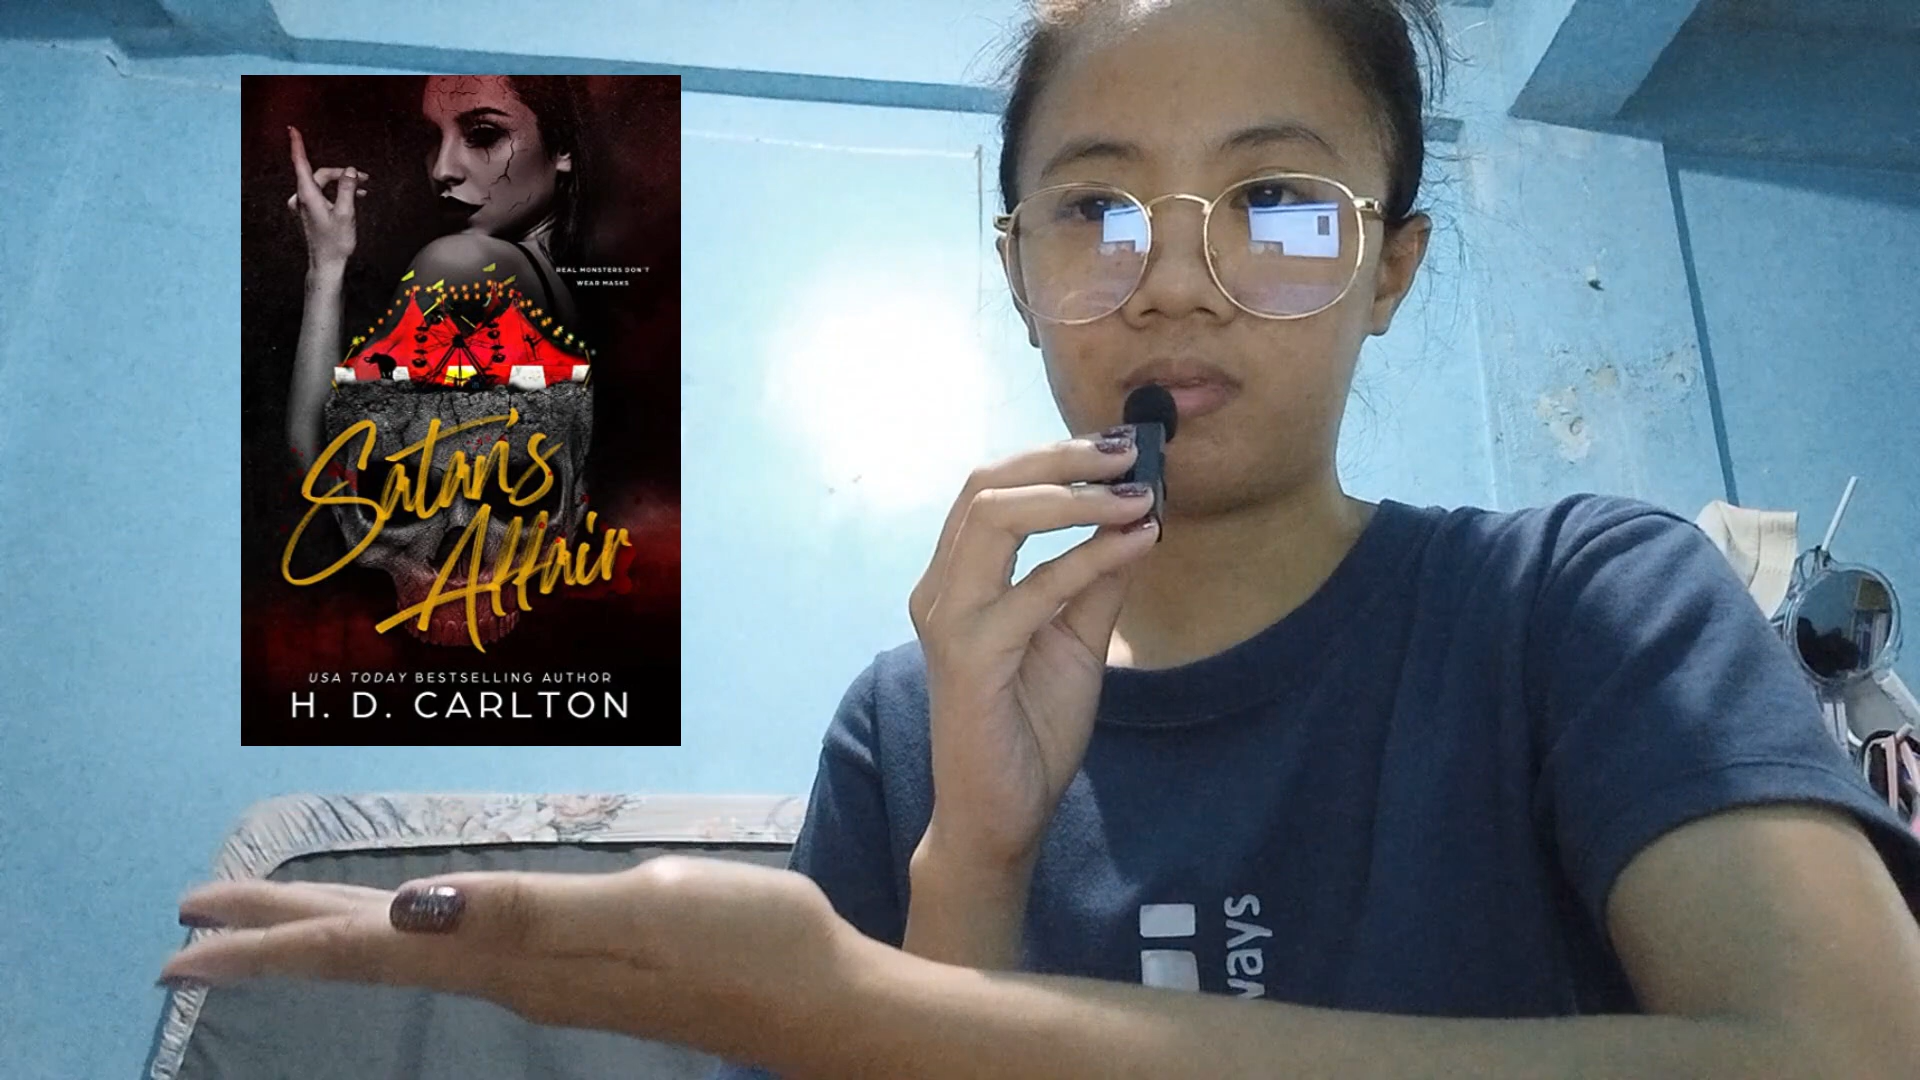 REAL MONSTERS DON'T
WEAR MASKS
Satan's
Affair
USA TODAY BESTSELLING AUTHOR
H. D. CARLTON
ways